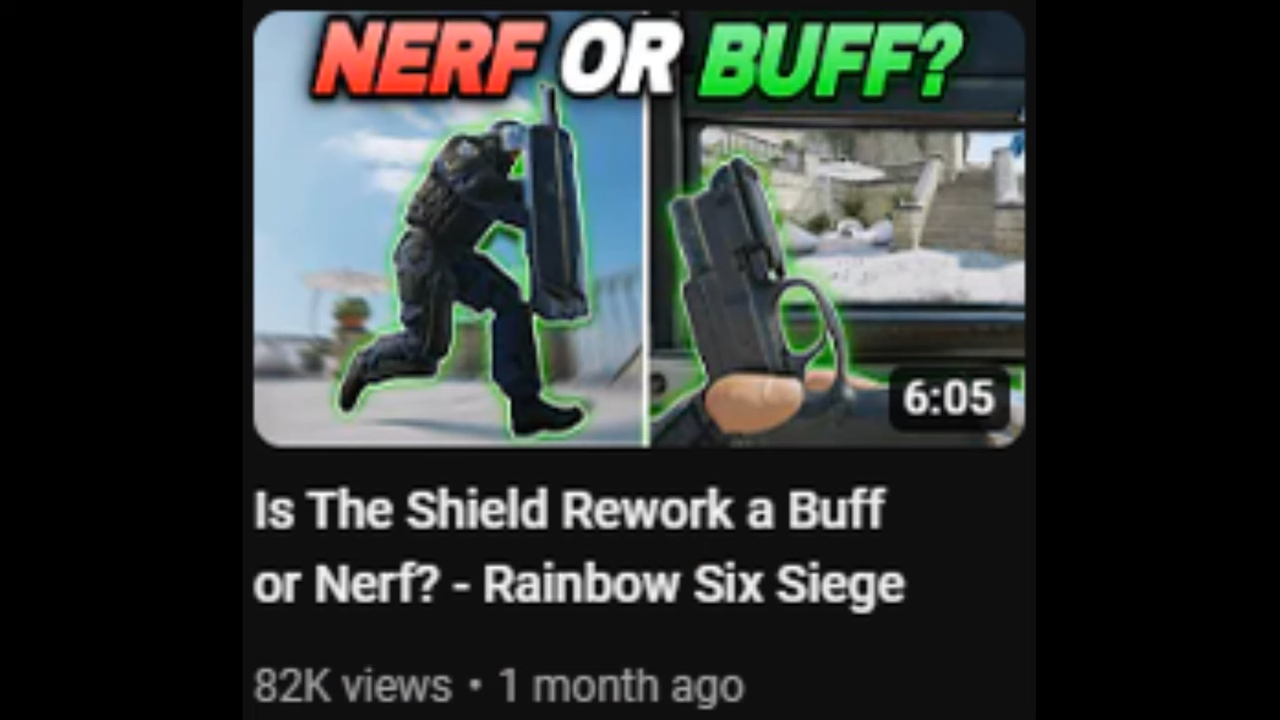 NERF OR BUFF?
6:05
Is The Shield Rework a Buff
or Nerf? - Rainbow Six Siege
82K views • 1 month ago